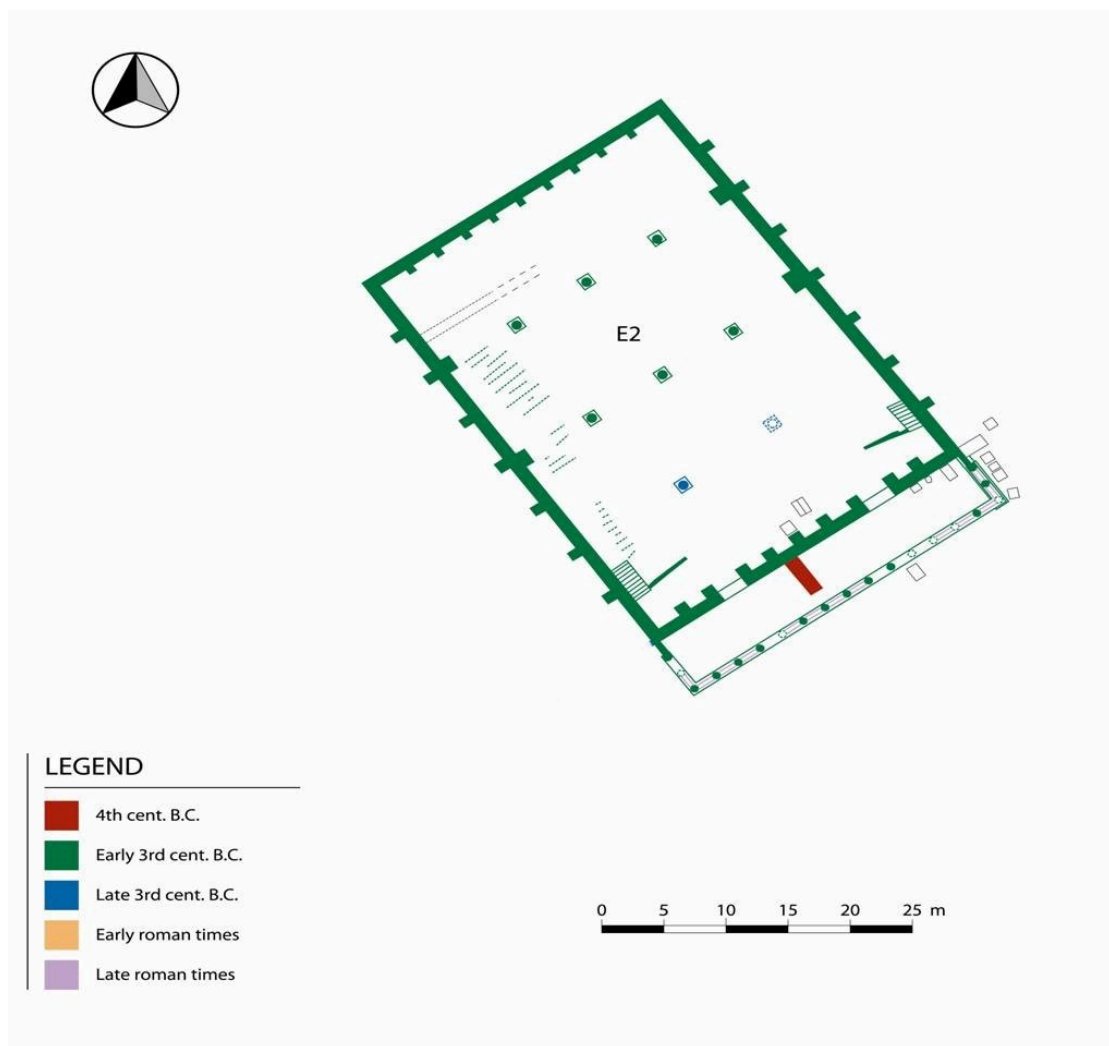 E2
LEGEND
4th cent. B.C.
Early 3rd cent. B.C.
Late 3rd cent. B.C.
Early roman times
Late roman times
0 5 10 15 20 25 m